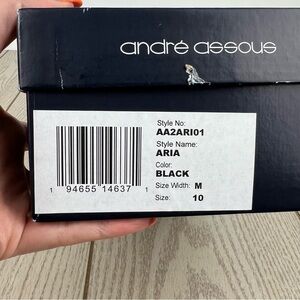 andré assous
Style No:
AA2ARI01
Style Name:
ARIA
Color:
BLACK
Size Width: M
Size: 10
1 94655 14637 1